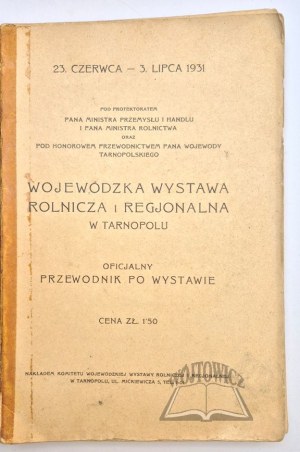 23. CZERWCA — 3. LIPCA 1931
POD PROTEKTORATEM
PANA MINISTRA PRZEMYSŁU I HANDLU
I PANA MINISTRA ROLNICTWA
ORAZ
POD HONOROWEM PRZEWODNICTWEM PANA WOJEWODY
TARNOPOLSKIEGO
WOJEWÓDZKA WYSTAWA
ROLNICZA I REGJONALNA
W TARNOPOLU
OFICJALNY
PRZEWODNIK PO WYSTAWIE
CENA ZŁ. 1·50
NAKŁADEM KOMITETU WOJEWÓDZKIEJ WYSTAWY ROLNICZEJ I REGJONALNEJ
W TARNOPOLU, UL. MICKIEWICZA
WÓJTOWICZ